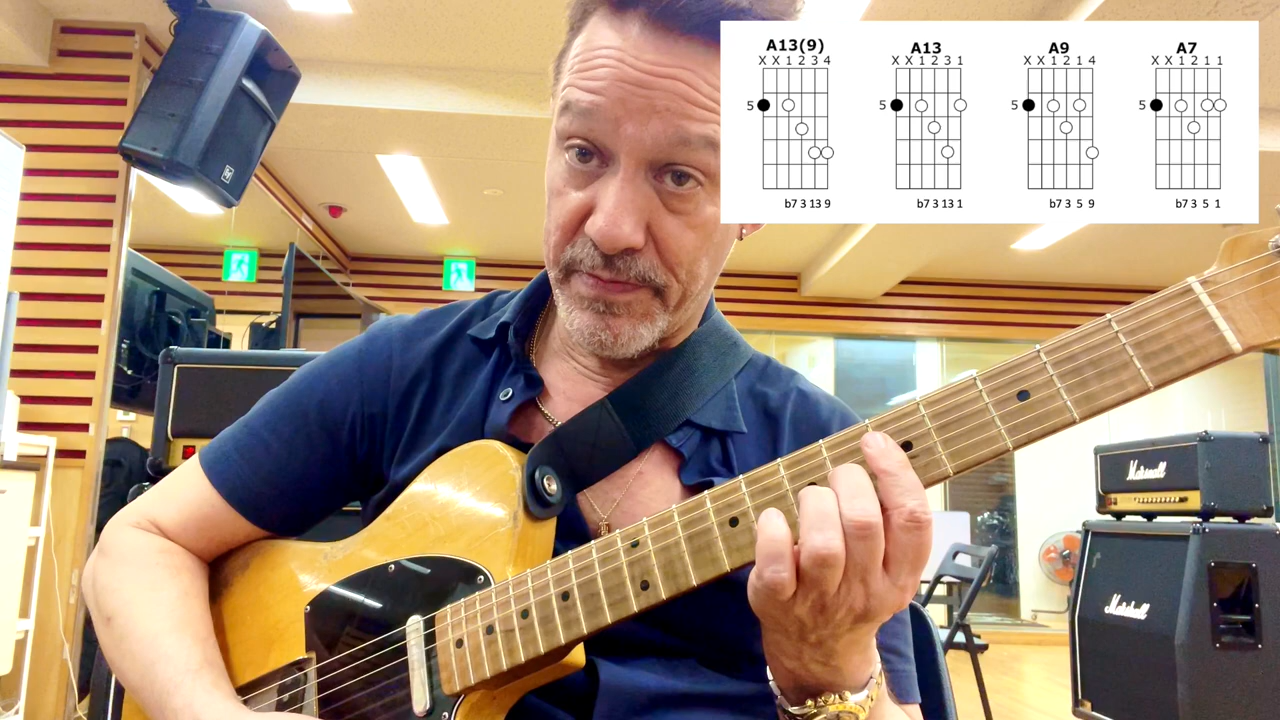 A13(9) A13 A9 A7
X X 1 2 3 4 X X 1 2 3 1 X X 1 2 1 4 X X 1 2 1 1
5 5 5 5
b7 3 13 9 b7 3 13 1 b7 3 5 9 b7 3 5 1
Marshall
Marshall
EV